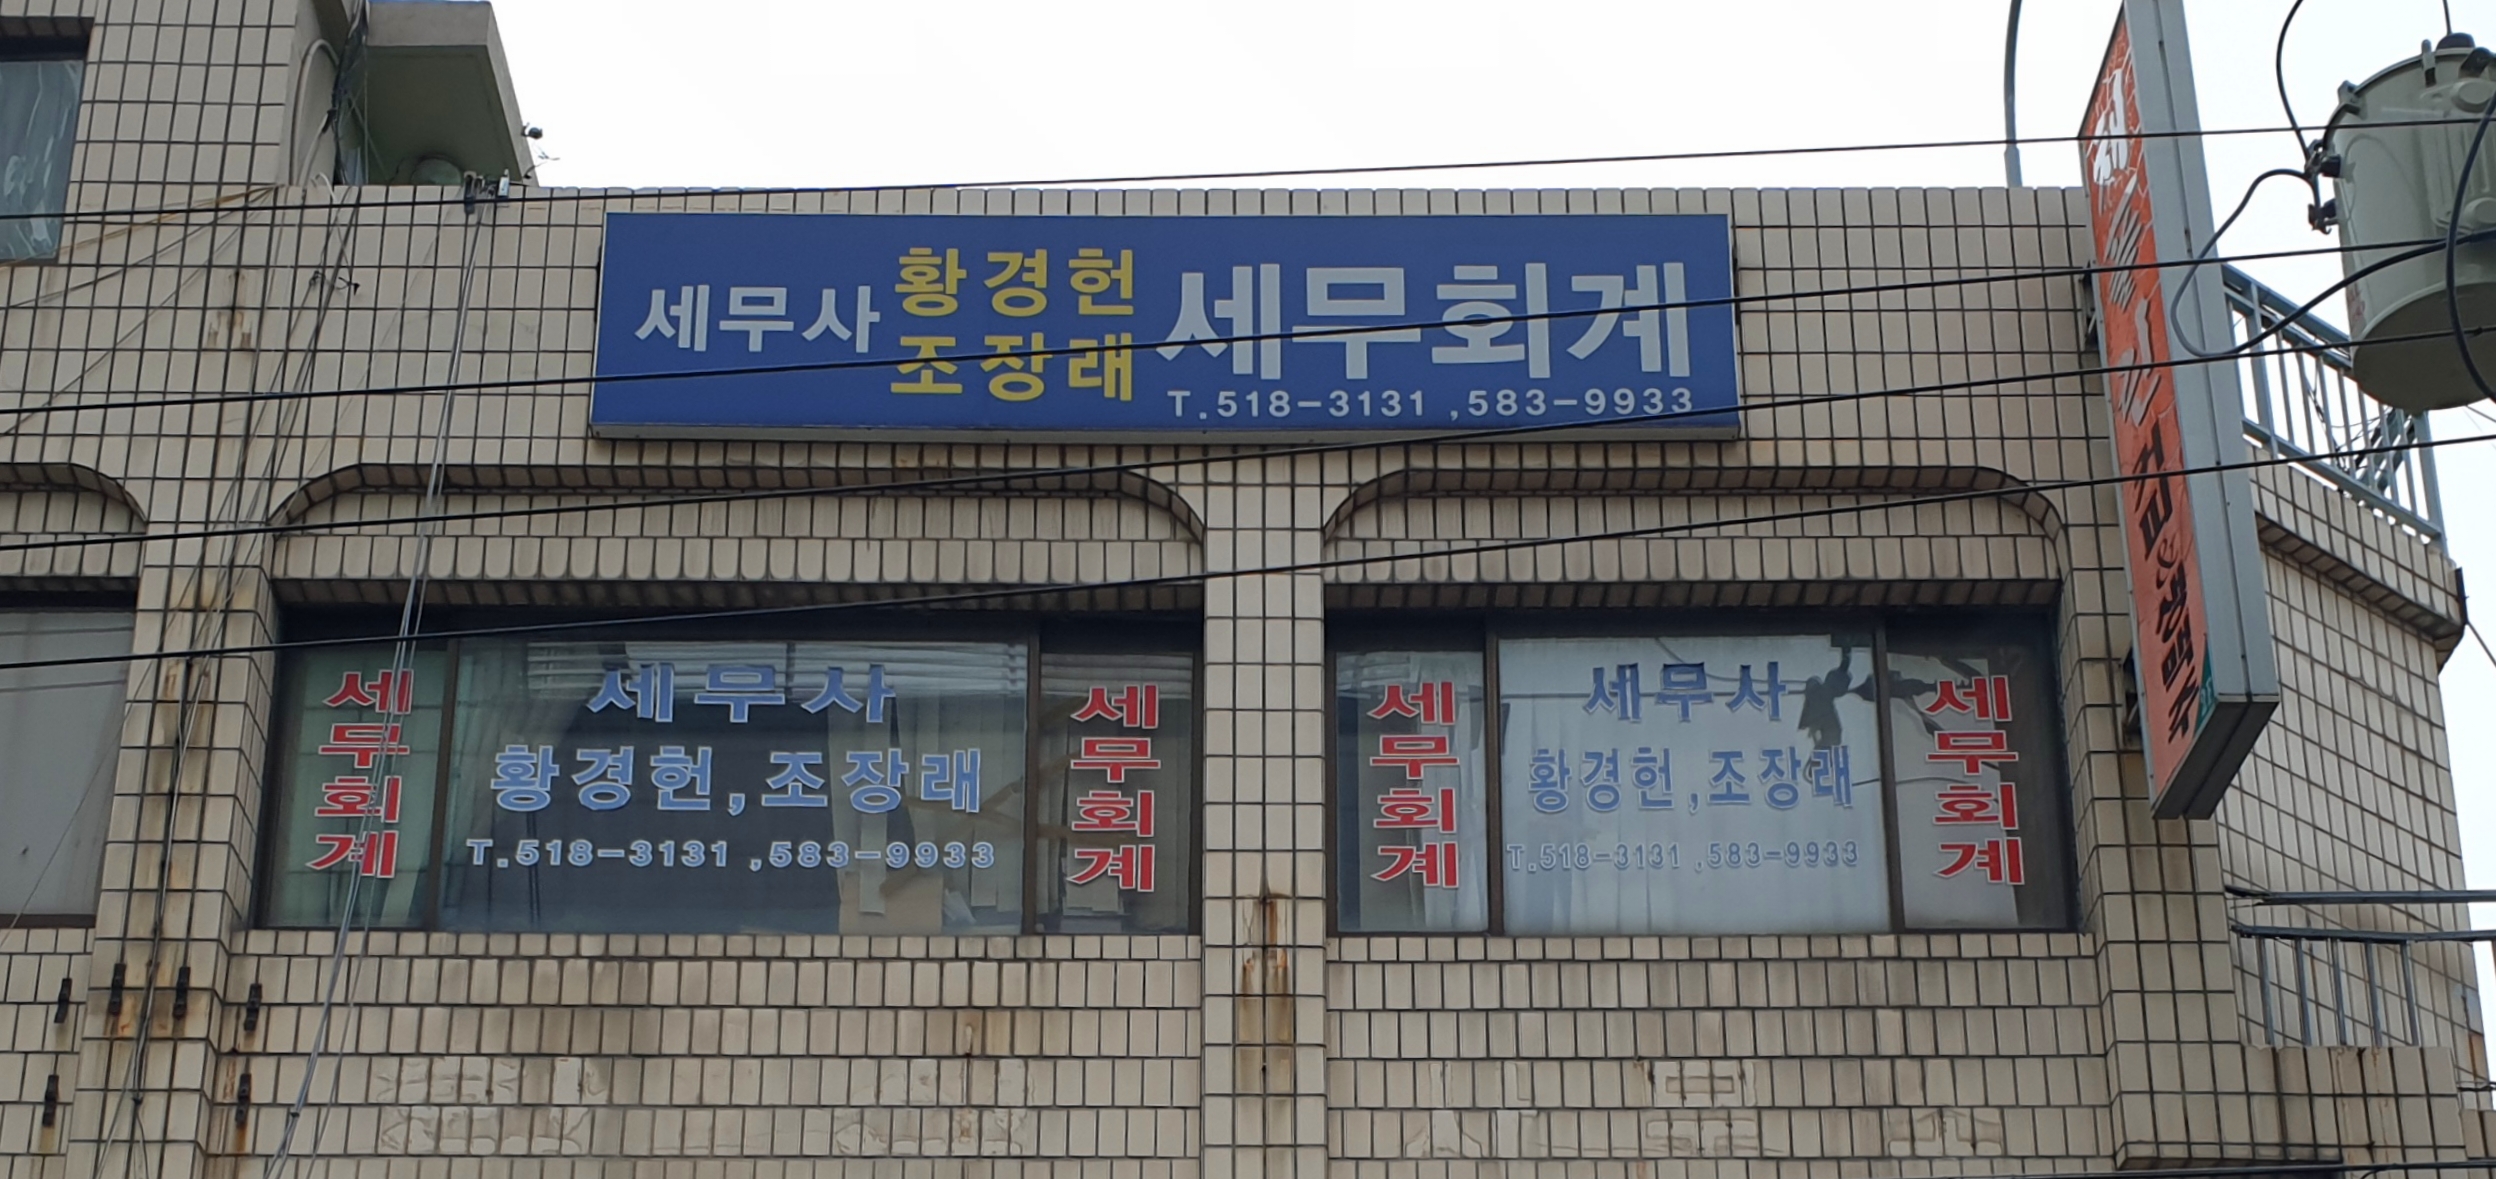 세무사 황경헌 조장래 세무회계
T.518-3131 ,583-9933
세무회계
세무사
황경헌,조장래
T.518-3131 ,583-9933
세무회계
세무회계
세무사
황경헌,조장래
T.518-3131 ,583-9933
세무회계